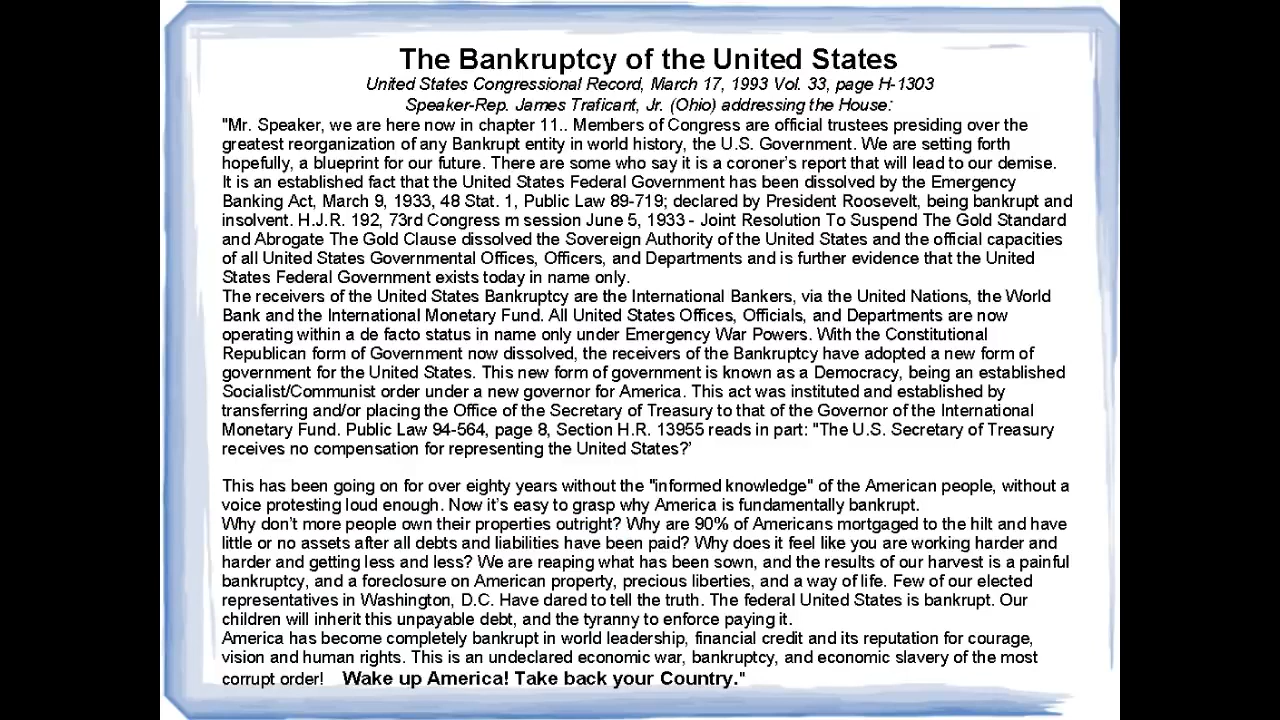 The Bankruptcy of the United States
United States Congressional Record, March 17, 1993 Vol. 33, page H-1303
Speaker-Rep. James Traficant, Jr. (Ohio) addressing the House:
"Mr. Speaker, we are here now in chapter 11.. Members of Congress are official trustees presiding over the
greatest reorganization of any Bankrupt entity in world history, the U.S. Government. We are setting forth
hopefully, a blueprint for our future. There are some who say it is a coroner's report that will lead to our demise.
It is an established fact that the United States Federal Government has been dissolved by the Emergency
Banking Act, March 9, 1933, 48 Stat. 1, Public Law 89-719; declared by President Roosevelt, being bankrupt and
insolvent. H.J.R. 192, 73rd Congress m session June 5, 1933 - Joint Resolution To Suspend The Gold Standard
and Abrogate The Gold Clause dissolved the Sovereign Authority of the United States and the official capacities
of all United States Governmental Offices, Officers, and Departments and is further evidence that the United
States Federal Government exists today in name only.
The receivers of the United States Bankruptcy are the International Bankers, via the United Nations, the World
Bank and the International Monetary Fund. All United States Offices, Officials, and Departments are now
operating within a de facto status in name only under Emergency War Powers. With the Constitutional
Republican form of Government now dissolved, the receivers of the Bankruptcy have adopted a new form of
government for the United States. This new form of government is known as a Democracy, being an established
Socialist/Communist order under a new governor for America. This act was instituted and established by
transferring and/or placing the Office of the Secretary of Treasury to that of the Governor of the International
Monetary Fund. Public Law 94-564, page 8, Section H.R. 13955 reads in part: "The U.S. Secretary of Treasury
receives no compensation for representing the United States?'
This has been going on for over eighty years without the "informed knowledge" of the American people, without a
voice protesting loud enough. Now it's easy to grasp why America is fundamentally bankrupt.
Why don't more people own their properties outright? Why are 90% of Americans mortgaged to the hilt and have
little or no assets after all debts and liabilities have been paid? Why does it feel like you are working harder and
harder and getting less and less? We are reaping what has been sown, and the results of our harvest is a painful
bankruptcy, and a foreclosure on American property, precious liberties, and a way of life. Few of our elected
representatives in Washington, D.C. Have dared to tell the truth. The federal United States is bankrupt. Our
children will inherit this unpayable debt, and the tyranny to enforce paying it.
America has become completely bankrupt in world leadership, financial credit and its reputation for courage,
vision and human rights. This is an undeclared economic war, bankruptcy, and economic slavery of the most
corrupt order! Wake up America! Take back your Country."